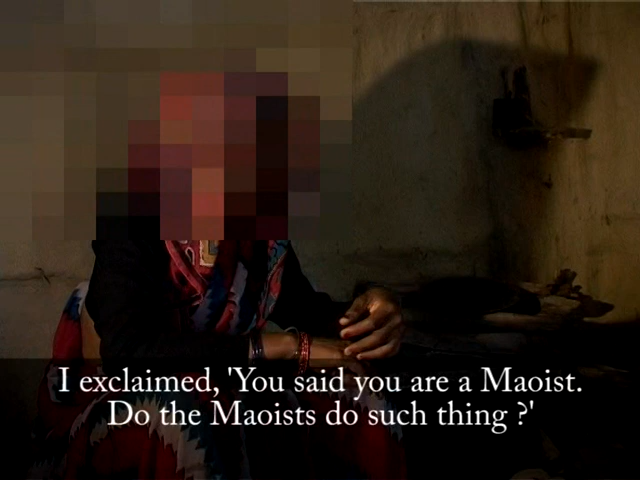 I exclaimed, 'You said you are a Maoist.
Do the Maoists do such thing ?'